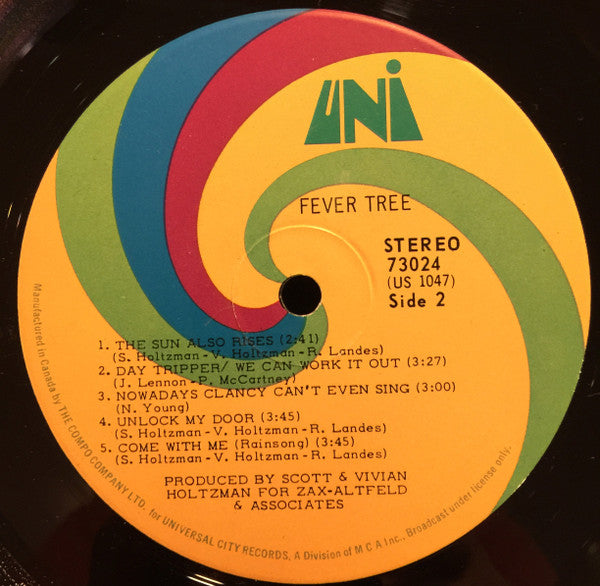 UNI
FEVER TREE
STEREO
73024
(US 1047)
Side 2
1. THE SUN ALSO RISES (2:41)
(S. Holtzman-V. Holtzman-R. Landes)
2. DAY TRIPPER/ WE CAN WORK IT OUT (3:27)
(J. Lennon-P. McCartney)
3. NOWADAYS CLANCY CAN'T EVEN SING (3:00)
(N. Young)
4. UNLOCK MY DOOR (3:45)
(S. Holtzman-V. Holtzman-R. Landes)
5. COME WITH ME (Rainsong) (3:45)
(S. Holtzman-V. Holtzman-R. Landes)
PRODUCED BY SCOTT & VIVIAN
HOLTZMAN FOR ZAX-ALTFELD
& ASSOCIATES
Manufactured in Canada by THE COMPO COMPANY LTD. for UNIVERSAL CITY RECORDS, A Division of M C A Inc., Broadcast under license only.